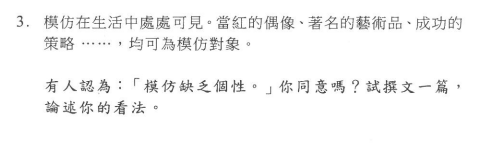 3. 模仿在生活中處處可見。當紅的偶像、著名的藝術品、成功的
策略 ……，均可為模仿對象。
有人認為：「模仿缺乏個性。」你同意嗎？試撰文一篇，
論述你的看法。